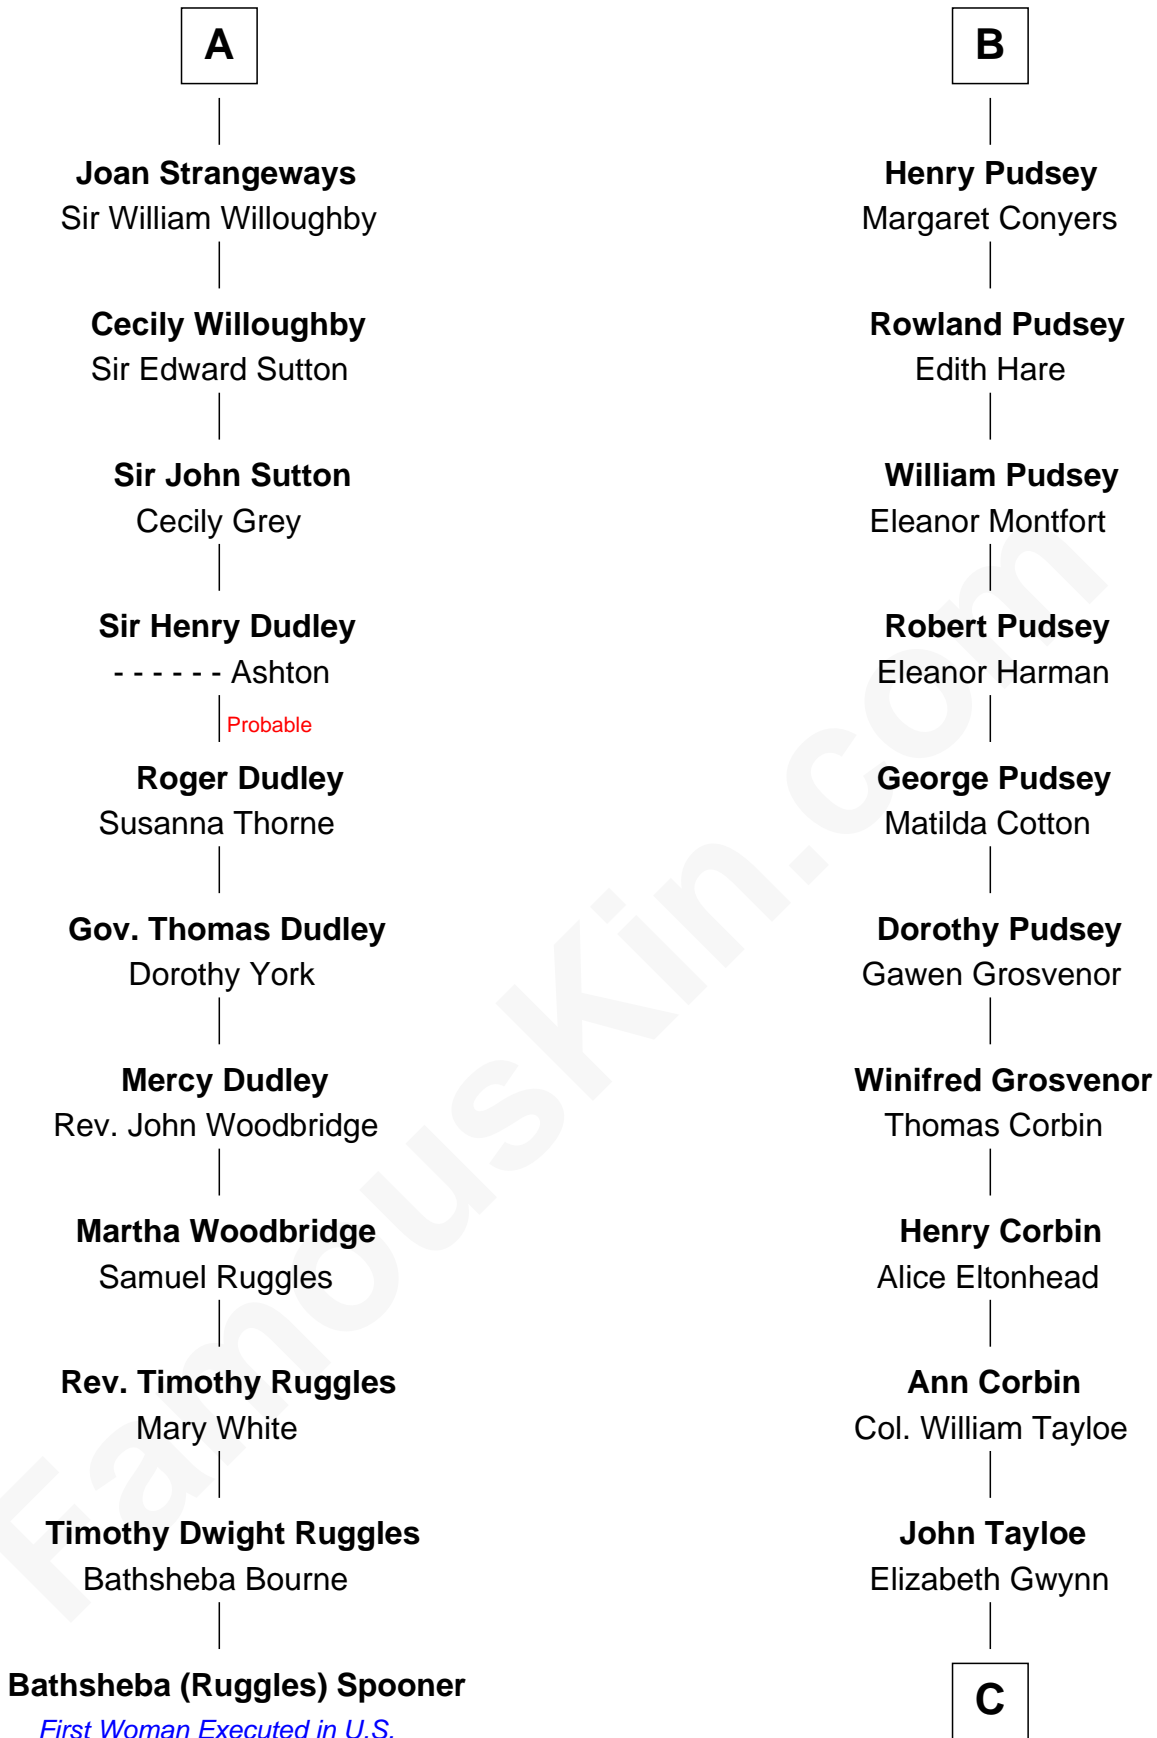 A
Joan Strangeways
Sir William Willoughby
Cecily Willoughby
Sir Edward Sutton
Sir John Sutton
Cecily Grey
Sir Henry Dudley
- - - - - - Ashton
Probable
Roger Dudley
Susanna Thorne
Gov. Thomas Dudley
Dorothy York
Mercy Dudley
Rev. John Woodbridge
Martha Woodbridge
Samuel Ruggles
Rev. Timothy Ruggles
Mary White
Timothy Dwight Ruggles
Bathsheba Bourne
Bathsheba (Ruggles) Spooner
First Woman Executed in U.S.
B
Henry Pudsey
Margaret Conyers
Rowland Pudsey
Edith Hare
William Pudsey
Eleanor Montfort
Robert Pudsey
Eleanor Harman
George Pudsey
Matilda Cotton
Dorothy Pudsey
Gawen Grosvenor
Winifred Grosvenor
Thomas Corbin
Henry Corbin
Alice Eltonhead
Ann Corbin
Col. William Tayloe
John Tayloe
Elizabeth Gwynn
C
FamousKin.com